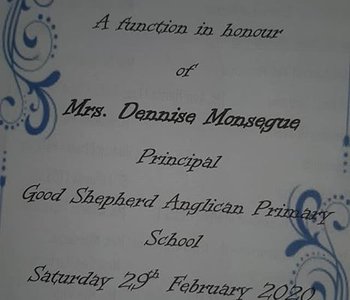 A function in honour
of
Mrs. Dennise Monsegue
Principal
Good Shepherd Anglican Primary
School
Saturday 29th February 2020